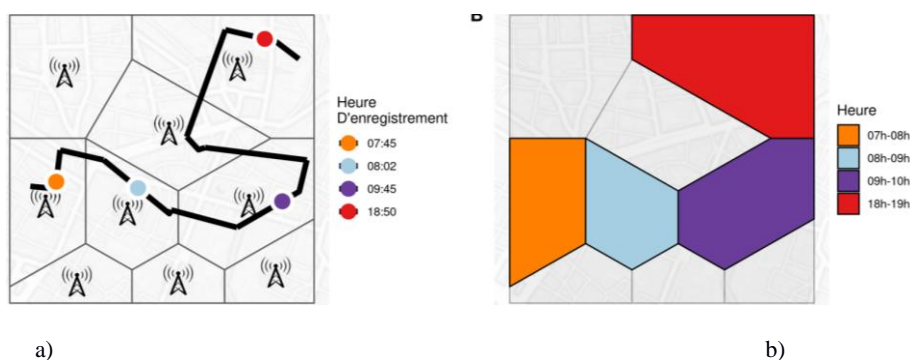 B
Heure
D'enregistrement
07:45
08:02
09:45
18:50
Heure
07h-08h
08h-09h
09h-10h
18h-19h
a)
b)